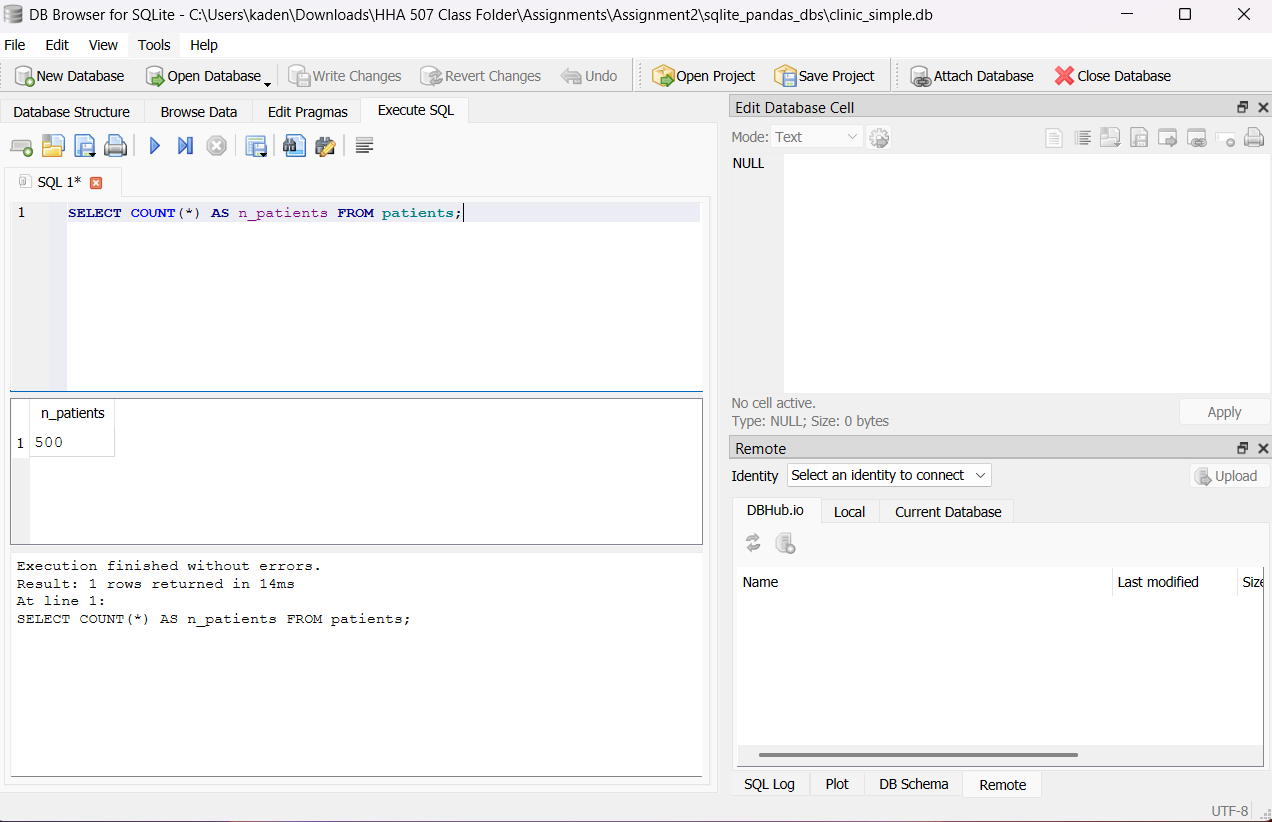 DB Browser for SQLite - C:\Users\kaden\Downloads\HHA 507 Class Folder\Assignments\Assignment2\sqlite_pandas_dbs\clinic_simple.db
File Edit View Tools Help
New Database Open Database Write Changes Revert Changes Undo Open Project Save Project Attach Database Close Database
Database Structure Browse Data Edit Pragmas Execute SQL
SQL 1*
1 SELECT COUNT(*) AS n_patients FROM patients;
n_patients
1 500
Execution finished without errors.
Result: 1 rows returned in 14ms
At line 1:
SELECT COUNT(*) AS n_patients FROM patients;
Edit Database Cell
Mode: Text
NULL
No cell active.
Type: NULL; Size: 0 bytes
Apply
Remote
Identity Select an identity to connect Upload
DBHub.io Local Current Database
Name Last modified Size
SQL Log Plot DB Schema Remote
UTF-8